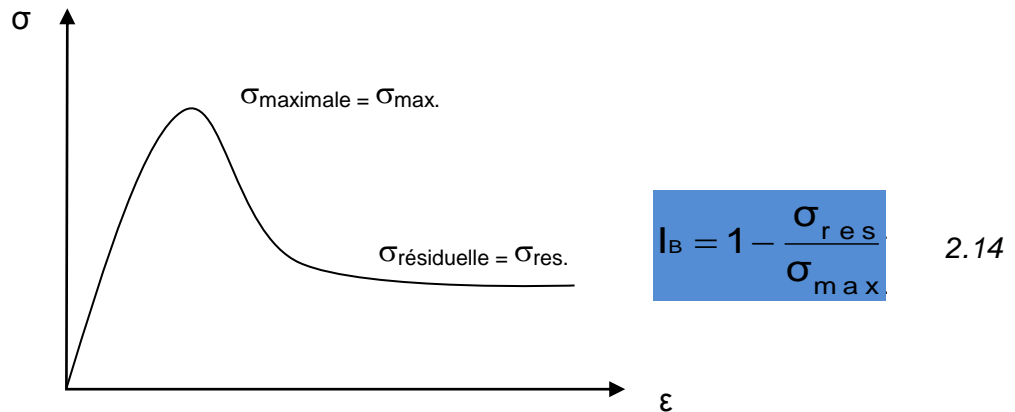 σ
σmaximale = σmax.
σrésiduelle = σres.
IB = 1 − σres. / σmax. 2.14
ε